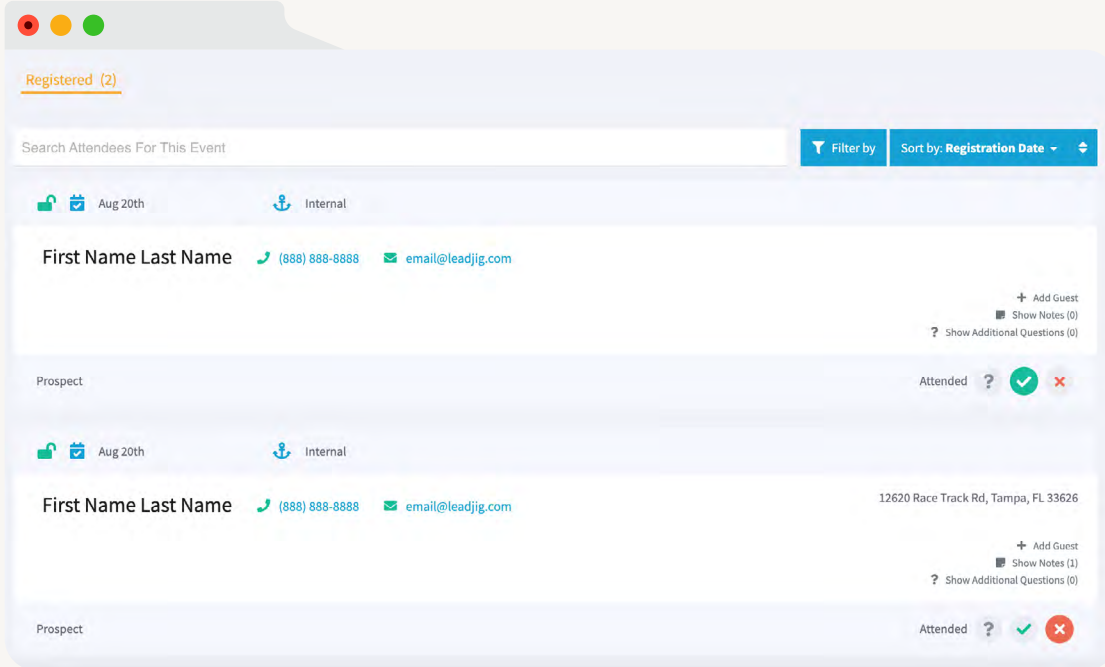 Registered (2)
Search Attendees For This Event
Filter by
Sort by: Registration Date
Aug 20th
Internal
First Name Last Name
(888) 888-8888
email@leadjig.com
Add Guest
Show Notes (0)
? Show Additional Questions (0)
Prospect
Attended ?
Aug 20th
Internal
First Name Last Name
(888) 888-8888
email@leadjig.com
12620 Race Track Rd, Tampa, FL 33626
Add Guest
Show Notes (1)
? Show Additional Questions (0)
Prospect
Attended ?